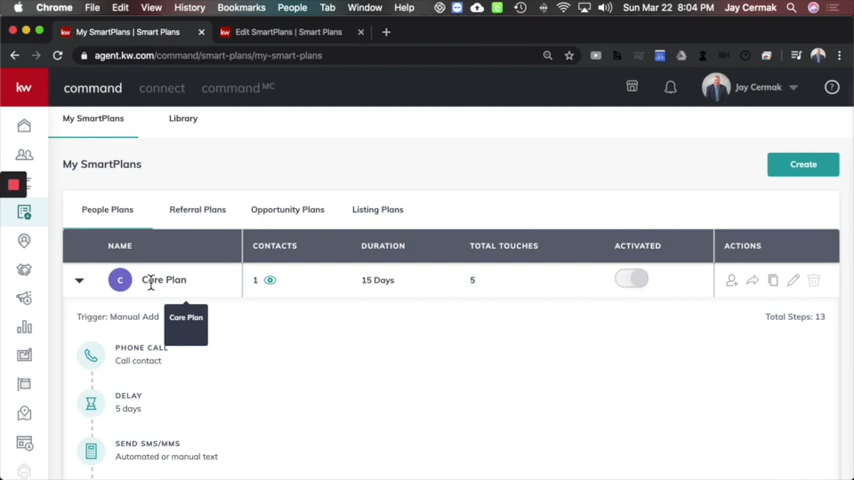 Chrome File Edit View History Bookmarks People Tab Window Help Sun Mar 22 8:04 PM Jay Cermak
My SmartPlans | Smart Plans Edit SmartPlans | Smart Plans
agent.kw.com/command/smart-plans/my-smart-plans
kw command connect command MC Jay Cermak
My SmartPlans Library
My SmartPlans Create
People Plans Referral Plans Opportunity Plans Listing Plans
NAME CONTACTS DURATION TOTAL TOUCHES ACTIVATED ACTIONS
C Care Plan 1 15 Days 5
Trigger: Manual Add Care Plan Total Steps: 13
PHONE CALL
Call contact
DELAY
5 days
SEND SMS/MMS
Automated or manual text